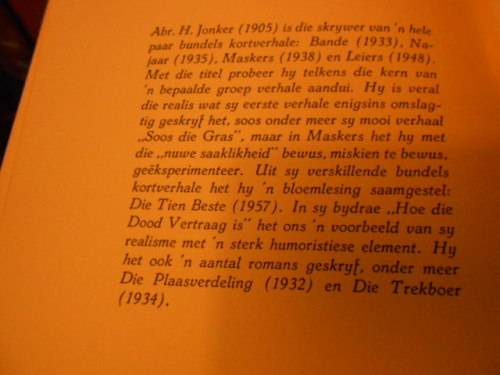 Abr. H. Jonker (1905) is die skrywer van 'n hele
paar bundels kortverhale: Bande (1933), Na-
jaar (1935), Maskers (1938) en Leiers (1948).
Met die titel probeer hy telkens die kern van
'n bepaalde groep verhale aandui. Hy is veral
die realis wat sy eerste verhale enigsins omslag-
tig geskryf het, soos onder meer sy mooi verhaal
„Soos die Gras”, maar in Maskers het hy met
die „nuwe saaklikheid” bewus, miskien te bewus,
geëksperimenteer. Uit sy verskillende bundels
kortverhale het hy 'n bloemlesing saamgestel:
Die Tien Beste (1957). In sy bydrae „Hoe die
Dood Vertraag is” het ons 'n voorbeeld van sy
realisme met 'n sterk humoristiese element. Hy
het ook 'n aantal romans geskryf, onder meer
Die Plaasverdeling (1932) en Die Trekboer
(1934).